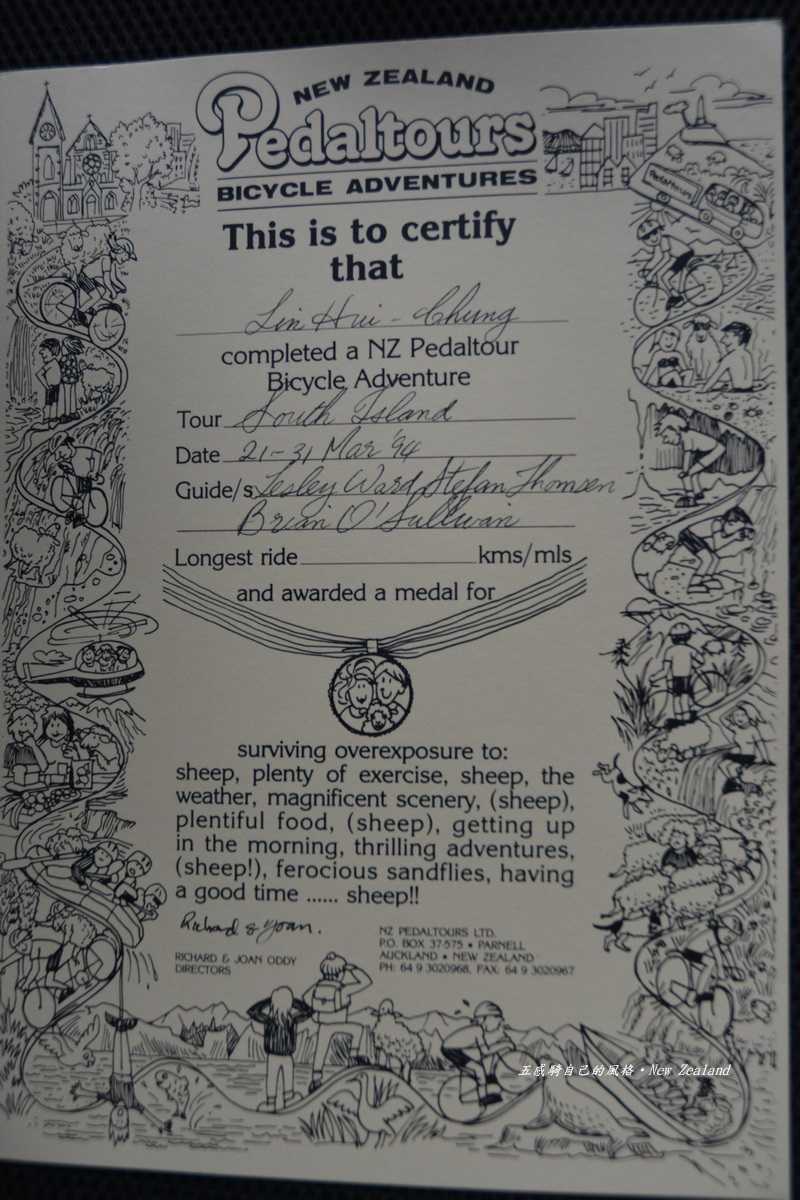 NEW ZEALAND
Pedaltours
BICYCLE ADVENTURES
Pedaltours
This is to certify
that
Lin Hui-Chung
completed a NZ Pedaltour
Bicycle Adventure
Tour South Island
Date 21-31 Mar '94
Guide/s Lesley Ward Stefan Thomsen
Brian O'Sullivan
Longest ride kms/mls
and awarded a medal for
surviving overexposure to:
sheep, plenty of exercise, sheep, the
weather, magnificent scenery, (sheep),
plentiful food, (sheep), getting up
in the morning, thrilling adventures,
(sheep!), ferocious sandflies, having
a good time ...... sheep!!
Richard & Joan.
RICHARD & JOAN ODDY
DIRECTORS
NZ PEDALTOURS LTD.
P.O. BOX 37-575 • PARNELL
AUCKLAND • NEW ZEALAND
PH: 64 9 3020968, FAX: 64 9 3020967
五感騎自己的風格·New Zealand